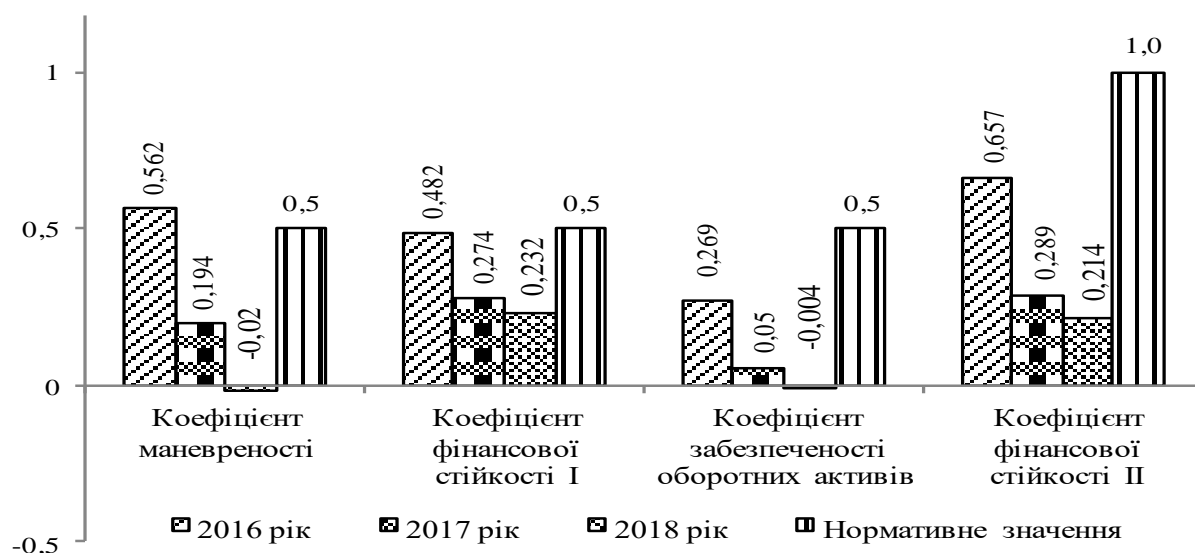 1,0
1
0,657
0,562
0,482
0,5
0,5
0,5
0,5
0,269
0,274
0,232
0,289
0,214
0,194
-0,02
0,05
-0,004
0
Коефіцієнт
маневреності
Коефіцієнт
фінансової
стійкості I
Коефіцієнт
забезпеченості
оборотних активів
Коефіцієнт
фінансової
стійкості II
2016 рік
2017 рік
2018 рік
Нормативне значення
-0,5